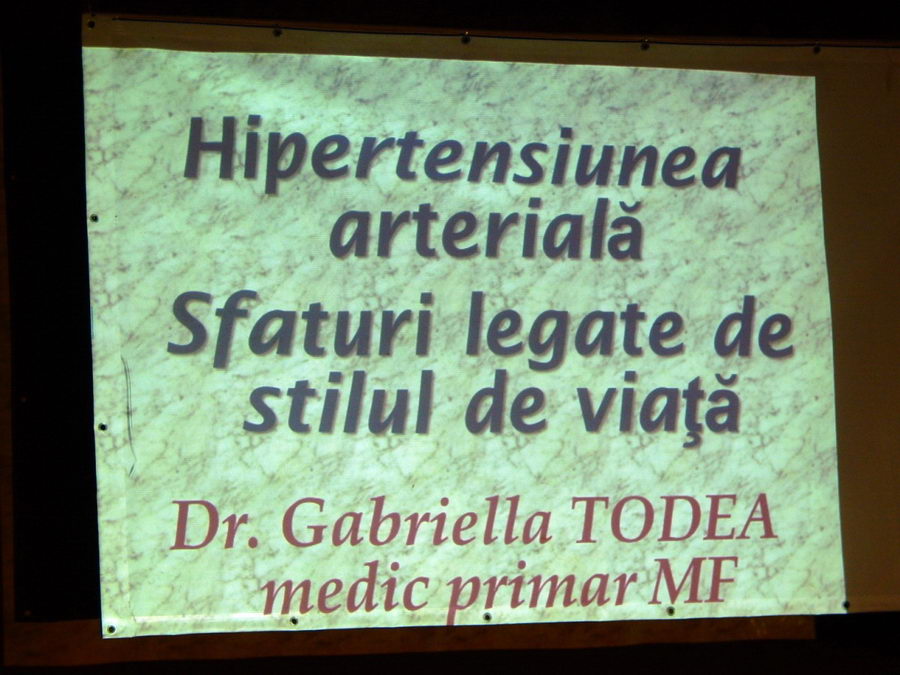 Hipertensiunea
arterială
Sfaturi legate de
stilul de viaţă
Dr. Gabriella TODEA
medic primar MF